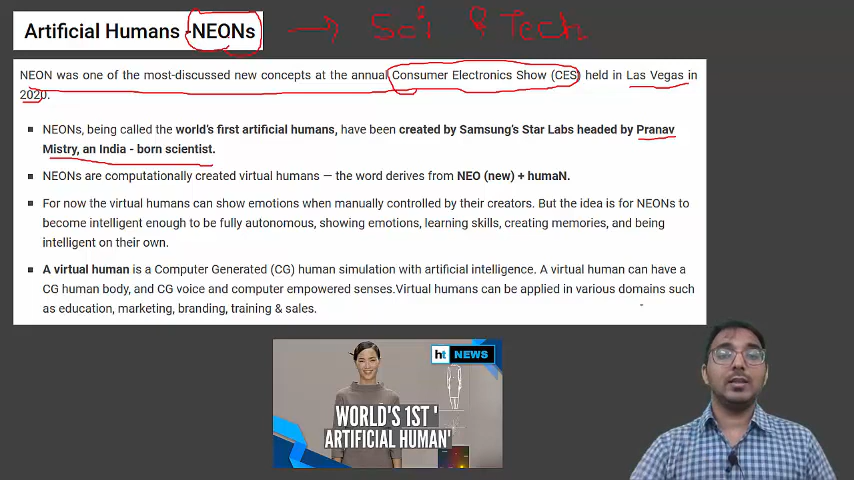 Artificial Humans -NEONs
Sci & Tech
NEON was one of the most-discussed new concepts at the annual Consumer Electronics Show (CES) held in Las Vegas in
2020.
NEONs, being called the world's first artificial humans, have been created by Samsung's Star Labs headed by Pranav
Mistry, an India - born scientist.
NEONs are computationally created virtual humans — the word derives from NEO (new) + humaN.
For now the virtual humans can show emotions when manually controlled by their creators. But the idea is for NEONs to
become intelligent enough to be fully autonomous, showing emotions, learning skills, creating memories, and being
intelligent on their own.
A virtual human is a Computer Generated (CG) human simulation with artificial intelligence. A virtual human can have a
CG human body, and CG voice and computer empowered senses.Virtual humans can be applied in various domains such
as education, marketing, branding, training & sales.
ht NEWS
WORLD'S 1ST '
ARTIFICIAL HUMAN'